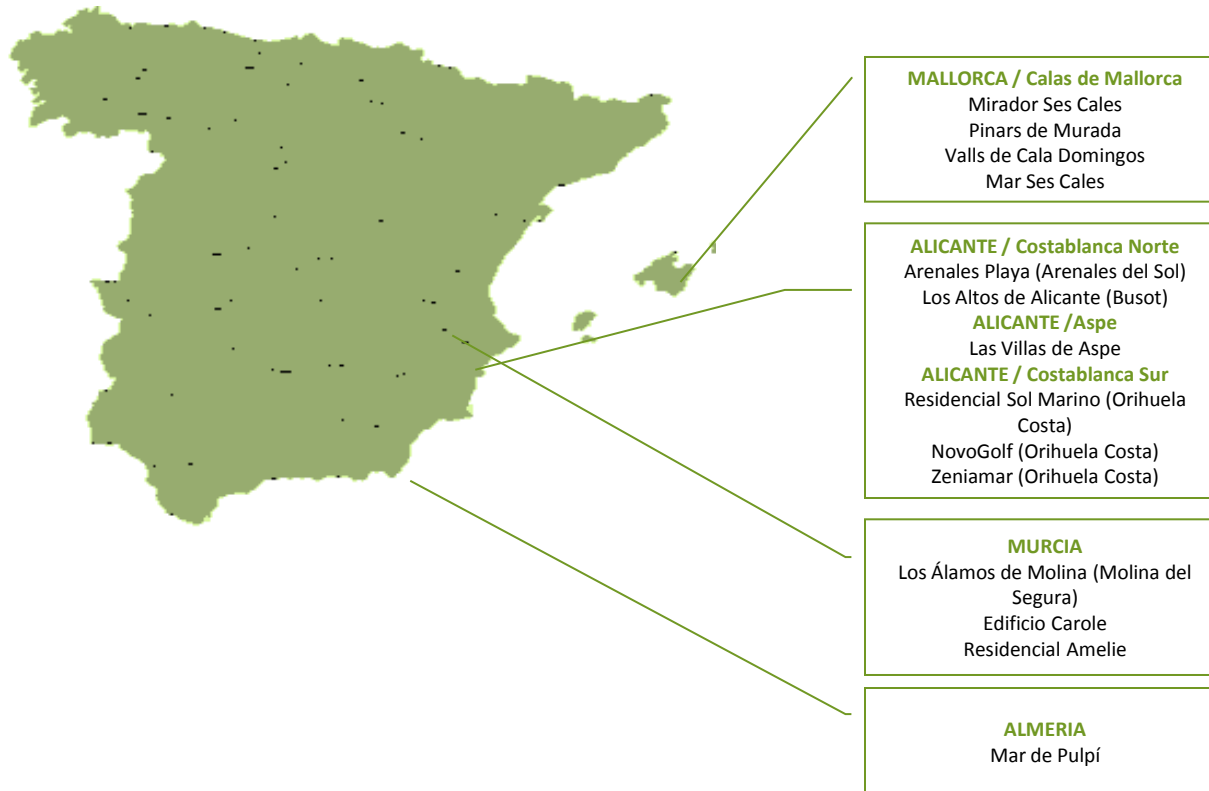 MALLORCA / Calas de Mallorca
Mirador Ses Cales
Pinars de Murada
Valls de Cala Domingos
Mar Ses Cales
ALICANTE / Costablanca Norte
Arenales Playa (Arenales del Sol)
Los Altos de Alicante (Busot)
ALICANTE /Aspe
Las Villas de Aspe
ALICANTE / Costablanca Sur
Residencial Sol Marino (Orihuela
Costa)
NovoGolf (Orihuela Costa)
Zeniamar (Orihuela Costa)
MURCIA
Los Álamos de Molina (Molina del
Segura)
Edificio Carole
Residencial Amelie
ALMERIA
Mar de Pulpí